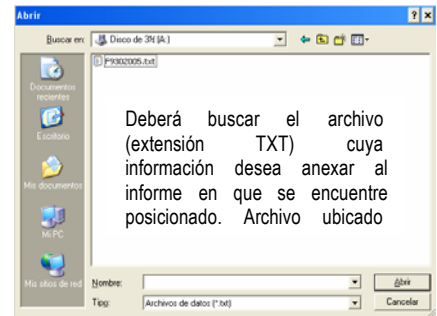 Abrir
Buscar en: Disco de 3½ (A:)
F9302005.txt
Documentos recientes
Escritorio
Mis documentos
Mi PC
Mis sitios de red
Deberá buscar el archivo
(extensión TXT) cuya
información desea anexar al
informe en que se encuentre
posicionado. Archivo ubicado
Nombre:
Abrir
Tipo: Archivos de datos (*.txt)
Cancelar